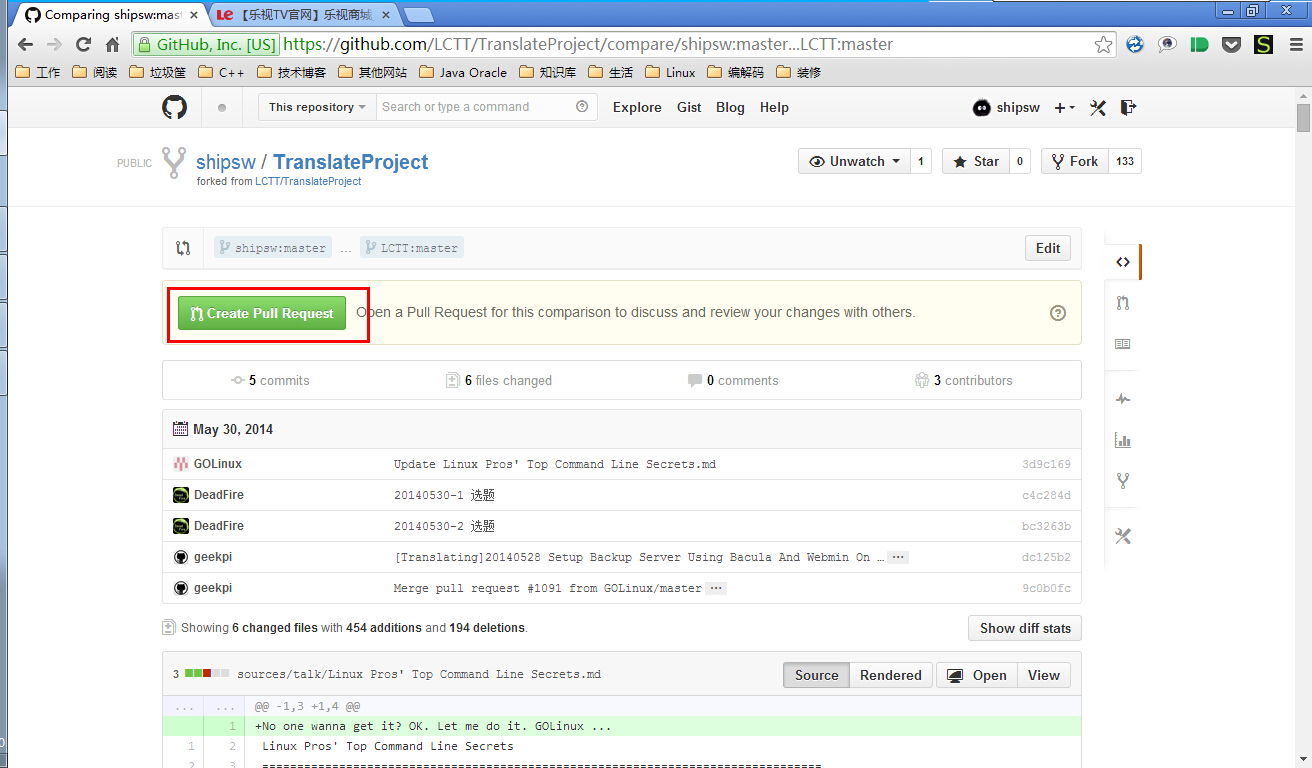 Comparing shipsw:mast
【乐视TV官网】乐视商城
GitHub, Inc. [US] https://github.com/LCTT/TranslateProject/compare/shipsw:master...LCTT:master
工作 阅读 垃圾筐 C++ 技术博客 其他网站 Java Oracle 知识库 生活 Linux 编解码 装修
This repository Search or type a command Explore Gist Blog Help shipsw
PUBLIC shipsw / TranslateProject Unwatch 1 Star 0 Fork 133
forked from LCTT/TranslateProject
shipsw:master ... LCTT:master Edit
Create Pull Request Open a Pull Request for this comparison to discuss and review your changes with others.
5 commits 6 files changed 0 comments 3 contributors
May 30, 2014
GOLinux Update Linux Pros' Top Command Line Secrets.md 3d9c169
DeadFire 20140530-1 选题 c4c284d
DeadFire 20140530-2 选题 bc3263b
geekpi [Translating]20140528 Setup Backup Server Using Bacula And Webmin On … ... dc125b2
geekpi Merge pull request #1091 from GOLinux/master ... 9c0b0fc
Showing 6 changed files with 454 additions and 194 deletions. Show diff stats
3 sources/talk/Linux Pros' Top Command Line Secrets.md Source Rendered Open View
... ... @@ -1,3 +1,4 @@
1 +No one wanna get it? OK. Let me do it. GOLinux ...
1 2 Linux Pros' Top Command Line Secrets
2 3 ================================================================================